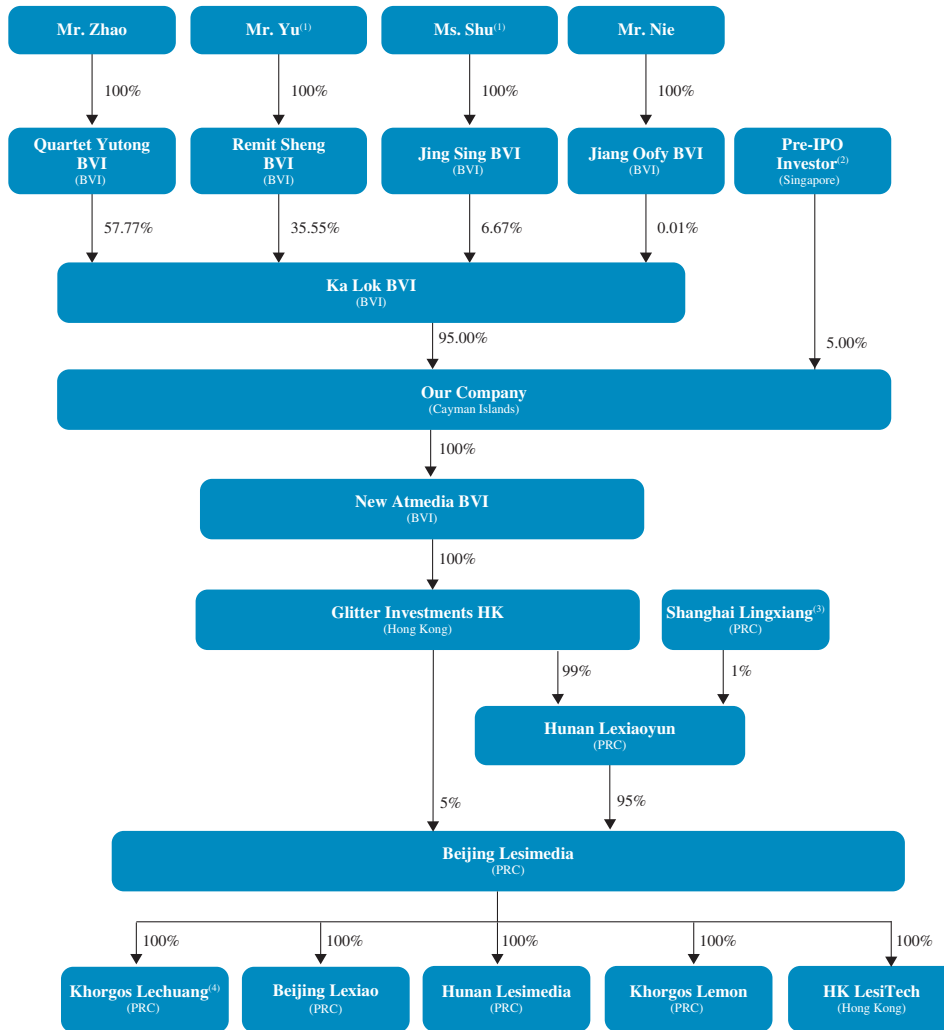 Mr. Zhao
Mr. Yu(1)
Ms. Shu(1)
Mr. Nie
100%
100%
100%
100%
Quartet Yutong
BVI
(BVI)
Remit Sheng
BVI
(BVI)
Jing Sing BVI
(BVI)
Jiang Oofy BVI
(BVI)
Pre-IPO
Investor(2)
(Singapore)
57.77%
35.55%
6.67%
0.01%
Ka Lok BVI
(BVI)
95.00%
5.00%
Our Company
(Cayman Islands)
100%
New Atmedia BVI
(BVI)
100%
Glitter Investments HK
(Hong Kong)
Shanghai Lingxiang(3)
(PRC)
99%
1%
Hunan Lexiaoyun
(PRC)
5%
95%
Beijing Lesimedia
(PRC)
100%
100%
100%
100%
100%
Khorgos Lechuang(4)
(PRC)
Beijing Lexiao
(PRC)
Hunan Lesimedia
(PRC)
Khorgos Lemon
(PRC)
HK LesiTech
(Hong Kong)